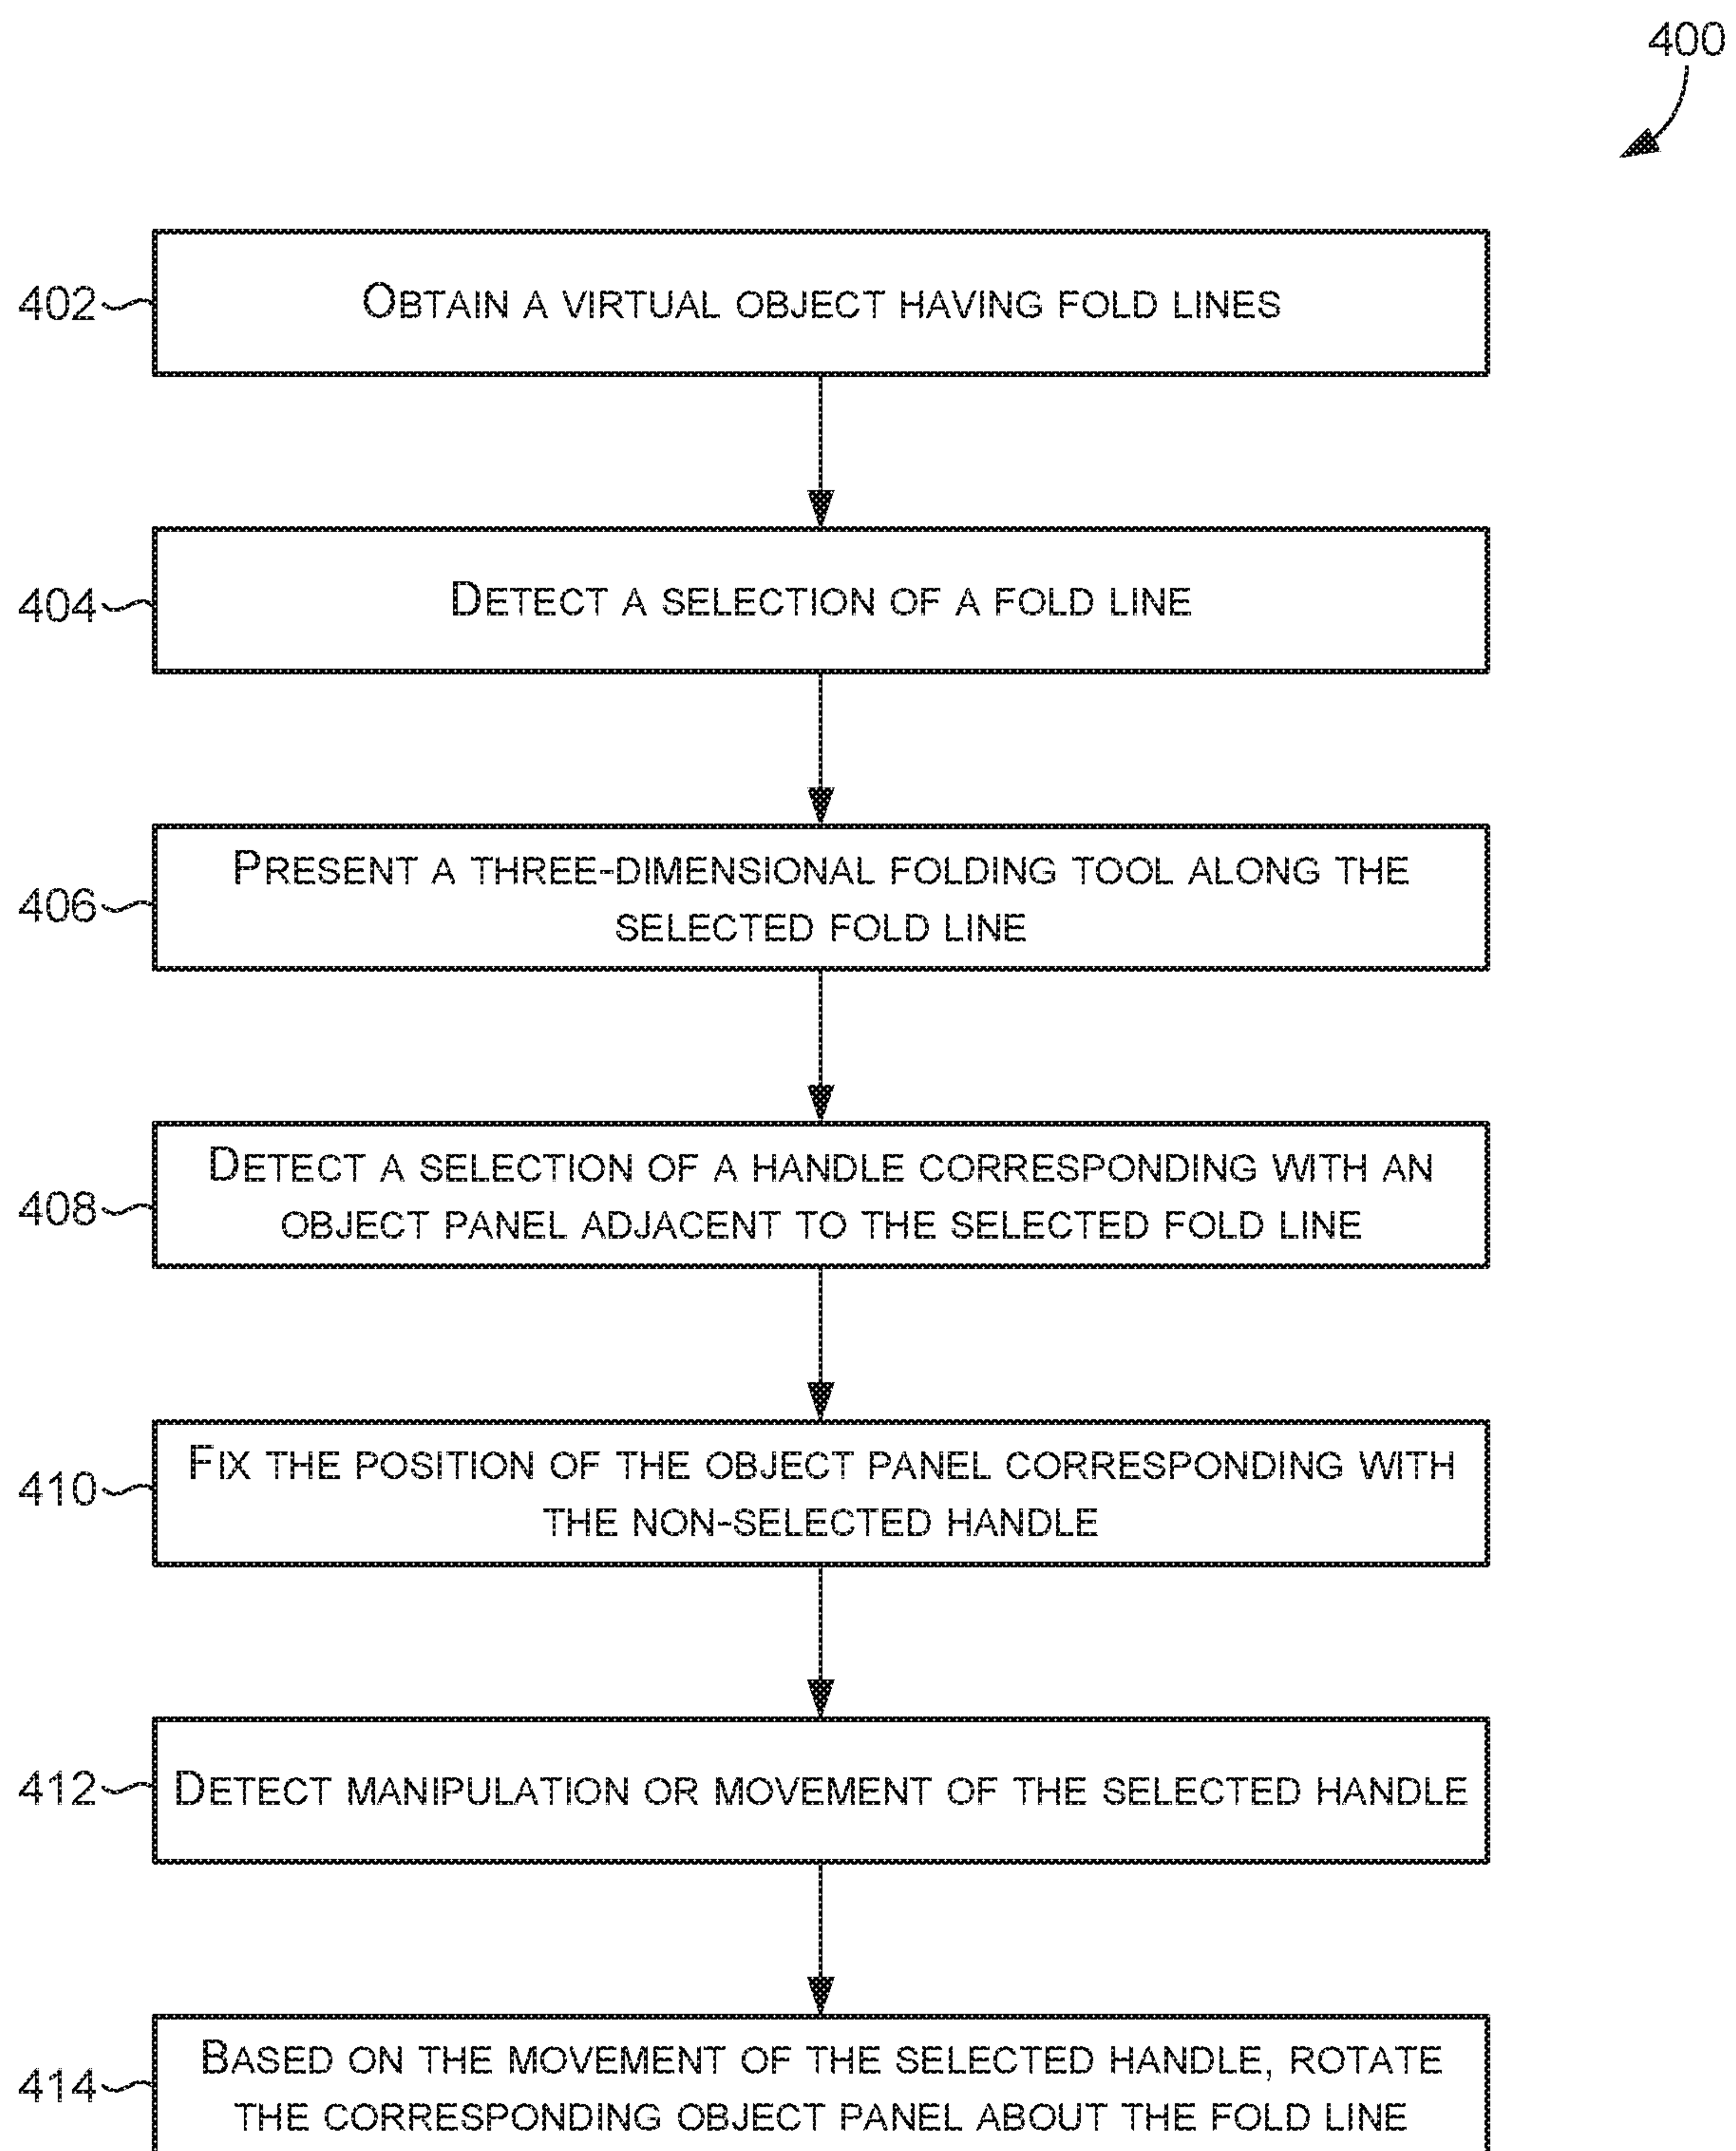 400
402
OBTAIN A VIRTUAL OBJECT HAVING FOLD LINES
404
DETECT A SELECTION OF A FOLD LINE
406
PRESENT A THREE-DIMENSIONAL FOLDING TOOL ALONG THE
SELECTED FOLD LINE
408
DETECT A SELECTION OF A HANDLE CORRESPONDING WITH AN
OBJECT PANEL ADJACENT TO THE SELECTED FOLD LINE
410
FIX THE POSITION OF THE OBJECT PANEL CORRESPONDING WITH
THE NON-SELECTED HANDLE
412
DETECT MANIPULATION OR MOVEMENT OF THE SELECTED HANDLE
414
BASED ON THE MOVEMENT OF THE SELECTED HANDLE, ROTATE
THE CORRESPONDING OBJECT PANEL ABOUT THE FOLD LINE